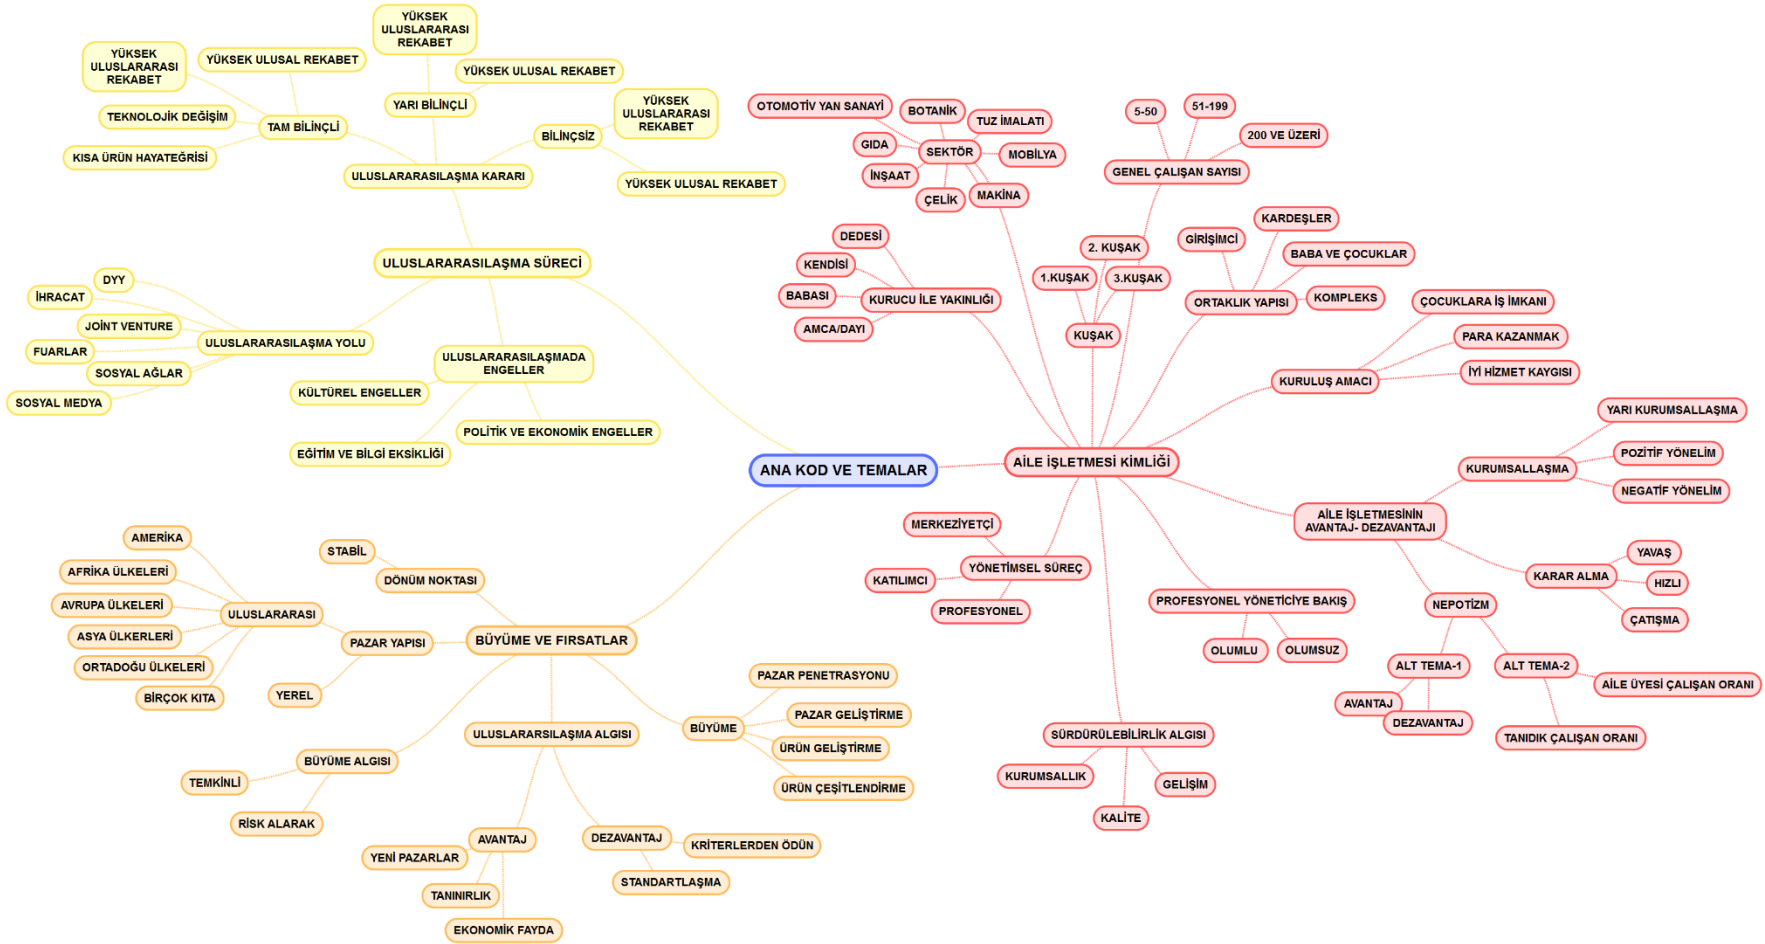 YÜKSEK
ULUSLARARASI
REKABET
YÜKSEK ULUSAL REKABET
YÜKSEK
ULUSLARARASI
REKABET
TEKNOLOJİK DEĞİŞİM
KISA ÜRÜN HAYATEĞRİSİ
TAM BİLİNÇLİ
YÜKSEK ULUSAL REKABET
YARI BİLİNÇLİ
YÜKSEK
ULUSLARARASI
REKABET
BİLİNÇSİZ
YÜKSEK ULUSAL REKABET
ULUSLARARASILAŞMA KARARI
ULUSLARARASILAŞMA SÜRECİ
DYY
İHRACAT
JOİNT VENTURE
FUARLAR
SOSYAL AĞLAR
SOSYAL MEDYA
ULUSLARARASILAŞMA YOLU
ULUSLARARASILAŞMADA
ENGELLER
KÜLTÜREL ENGELLER
POLİTİK VE EKONOMİK ENGELLER
EĞİTİM VE BİLGİ EKSİKLİĞİ
ANA KOD VE TEMALAR
OTOMOTİV YAN SANAYİ
BOTANİK
TUZ İMALATI
GIDA
SEKTÖR
MOBİLYA
İNŞAAT
ÇELİK
MAKİNA
5-50
51-199
200 VE ÜZERİ
GENEL ÇALIŞAN SAYISI
DEDESİ
KENDİSİ
BABASI
AMCA/DAYI
KURUCU İLE YAKINLIĞI
2. KUŞAK
1.KUŞAK
3.KUŞAK
KUŞAK
GİRİŞİMCİ
KARDEŞLER
BABA VE ÇOCUKLAR
KOMPLEKS
ORTAKLIK YAPISI
ÇOCUKLARA İŞ İMKANI
PARA KAZANMAK
İYİ HİZMET KAYGISI
KURULUŞ AMACI
AİLE İŞLETMESİ KİMLİĞİ
YARI KURUMSALLAŞMA
POZİTİF YÖNELİM
NEGATİF YÖNELİM
KURUMSALLAŞMA
AİLE İŞLETMESİNİN
AVANTAJ- DEZAVANTAJI
YAVAŞ
HIZLI
ÇATIŞMA
KARAR ALMA
NEPOTİZM
ALT TEMA-1
ALT TEMA-2
AVANTAJ
DEZAVANTAJ
AİLE ÜYESİ ÇALIŞAN ORANI
TANIDIK ÇALIŞAN ORANI
MERKEZİYETÇİ
KATILIMCI
PROFESYONEL
YÖNETİMSEL SÜREÇ
PROFESYONEL YÖNETİCİYE BAKIŞ
OLUMLU
OLUMSUZ
SÜRDÜRÜLEBİLİRLİK ALGISI
KURUMSALLIK
KALİTE
GELİŞİM
AMERİKA
AFRİKA ÜLKELERİ
AVRUPA ÜLKELERİ
ASYA ÜLKERLERİ
ORTADOĞU ÜLKELERİ
BİRÇOK KITA
ULUSLARARASI
STABİL
DÖNÜM NOKTASI
PAZAR YAPISI
YEREL
BÜYÜME VE FIRSATLAR
PAZAR PENETRASYONU
PAZAR GELİŞTİRME
ÜRÜN GELİŞTİRME
ÜRÜN ÇEŞİTLENDİRME
BÜYÜME
ULUSLARARSILAŞMA ALGISI
BÜYÜME ALGISI
TEMKİNLİ
RİSK ALARAK
AVANTAJ
YENİ PAZARLAR
TANINIRLIK
EKONOMİK FAYDA
DEZAVANTAJ
KRİTERLERDEN ÖDÜN
STANDARTLAŞMA